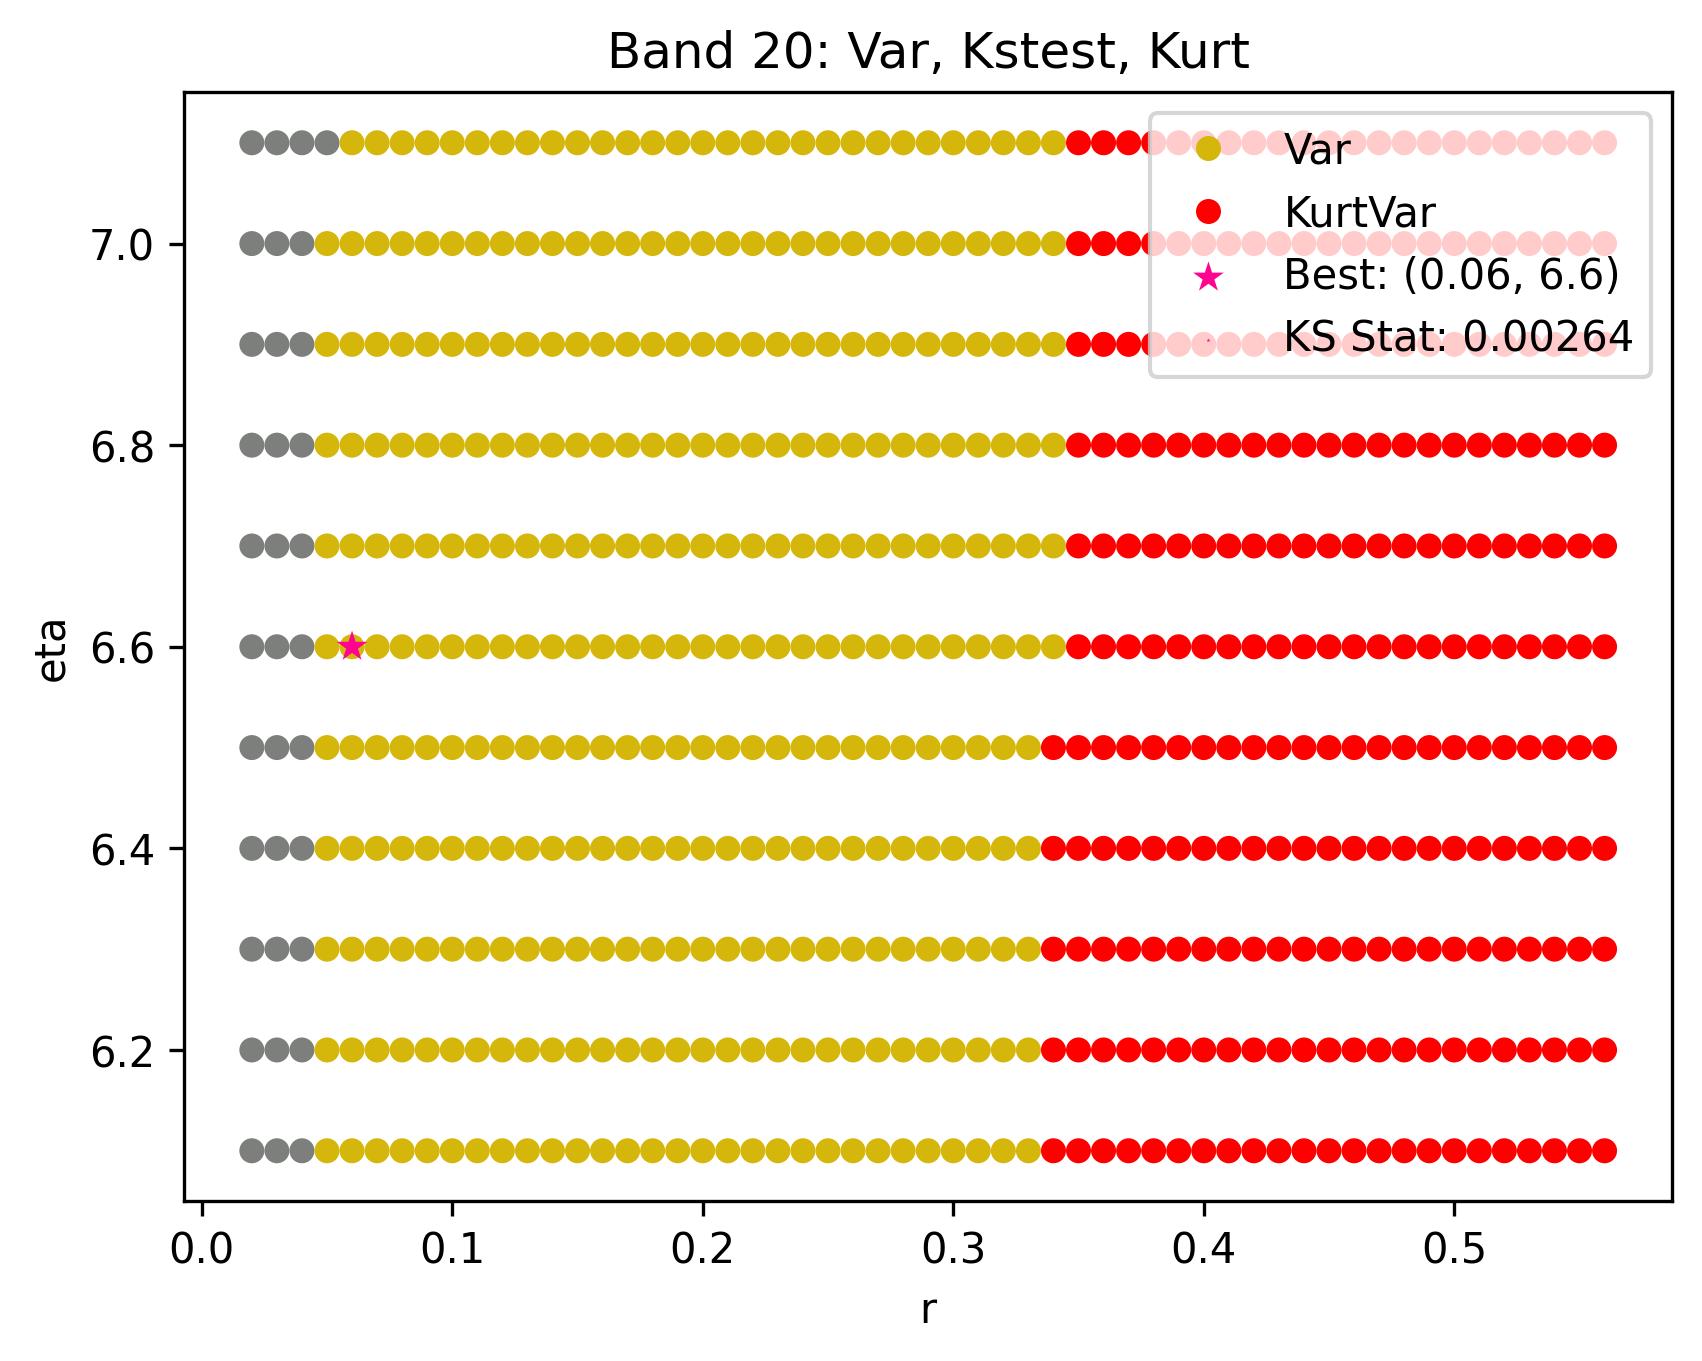 Band 20: Var, Kstest, Kurt
Var
KurtVar
Best: (0.06, 6.6)
KS Stat: 0.00264
eta
7.0
6.8
6.6
6.4
6.2
0.0 0.1 0.2 0.3 0.4 0.5
r